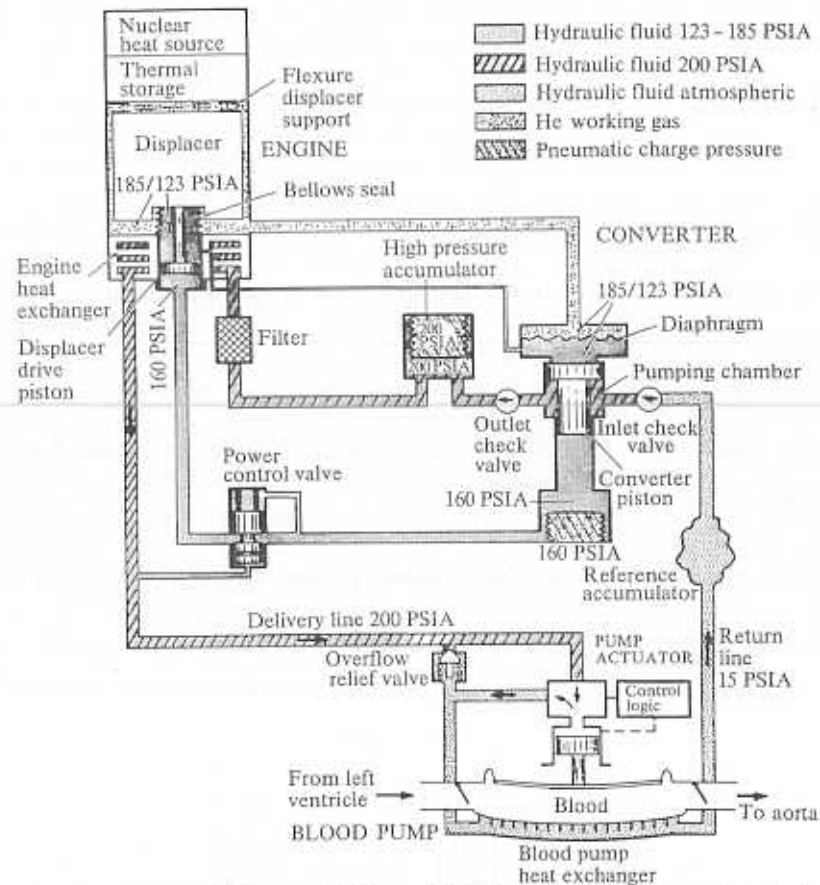 Nuclear
heat source
Thermal
storage
Flexure
displacer
support
Displacer
ENGINE
185/123 PSIA
Bellows seal
Engine
heat exchanger
Displacer
drive
piston
160 PSIA
Filter
High pressure
accumulator
200
PSIA
200 PSIA
Hydraulic fluid 123–185 PSIA
Hydraulic fluid 200 PSIA
Hydraulic fluid atmospheric
He working gas
Pneumatic charge pressure
CONVERTER
185/123 PSIA
Diaphragm
Pumping chamber
Outlet
check
valve
Inlet check
valve
Converter
piston
160 PSIA
160 PSIA
Power
control valve
Reference
accumulator
Delivery line 200 PSIA
Overflow
relief valve
PUMP
ACTUATOR
Control
logic
Return
line
15 PSIA
From left
ventricle
Blood
To aorta
BLOOD PUMP
Blood pump
heat exchanger